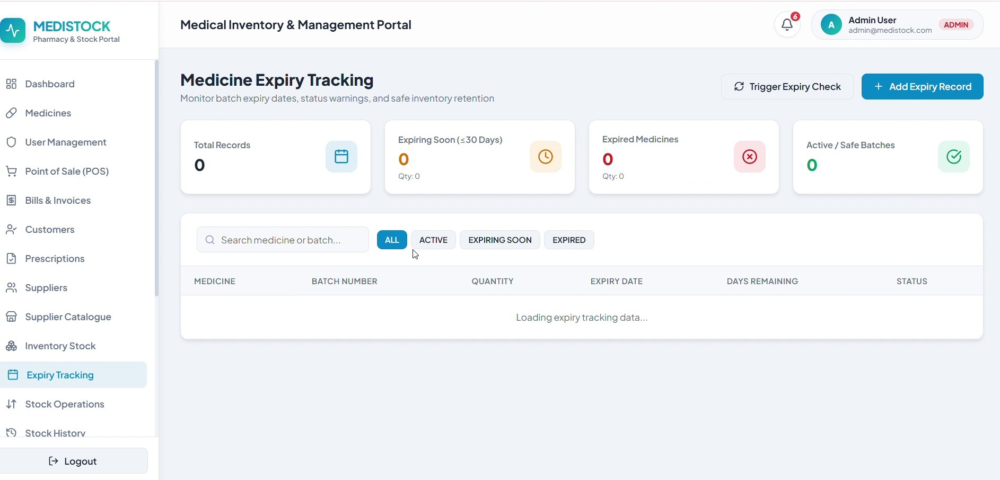 MEDISTOCK
Pharmacy & Stock Portal
Medical Inventory & Management Portal
6
A
Admin User
admin@medistock.com
ADMIN
Dashboard
Medicines
User Management
Point of Sale (POS)
Bills & Invoices
Customers
Prescriptions
Suppliers
Supplier Catalogue
Inventory Stock
Expiry Tracking
Stock Operations
Stock History
Logout
Medicine Expiry Tracking
Monitor batch expiry dates, status warnings, and safe inventory retention
Trigger Expiry Check
+ Add Expiry Record
Total Records
0
Expiring Soon (≤30 Days)
0
Qty: 0
Expired Medicines
0
Qty: 0
Active / Safe Batches
0
Search medicine or batch...
ALL
ACTIVE
EXPIRING SOON
EXPIRED
MEDICINE BATCH NUMBER QUANTITY EXPIRY DATE DAYS REMAINING STATUS
Loading expiry tracking data...